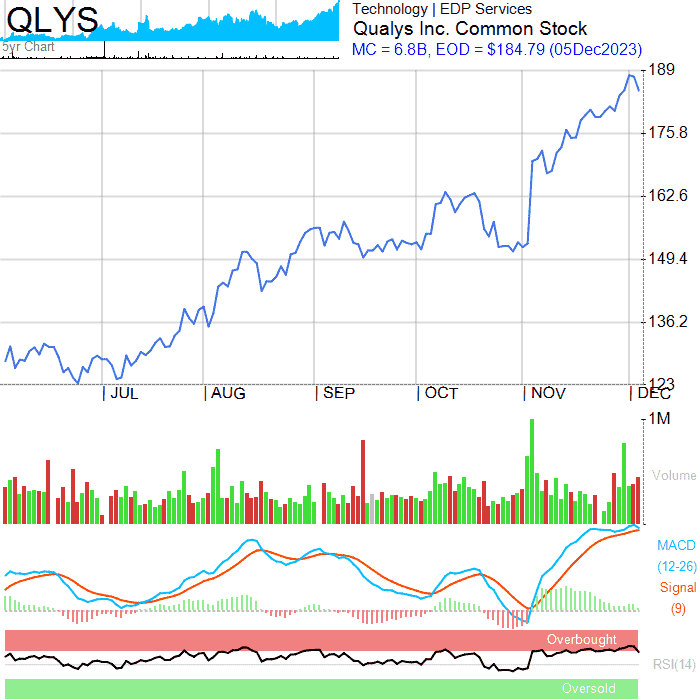 QLYS
5yr Chart
Technology | EDP Services
Qualys Inc. Common Stock
MC = 6.8B, EOD = $184.79 (05Dec2023)
189
175.8
162.6
149.4
136.2
123
JUL AUG SEP OCT NOV DEC
1M
Volume
MACD
(12-26)
Signal
(9)
Overbought
RSI(14)
Oversold